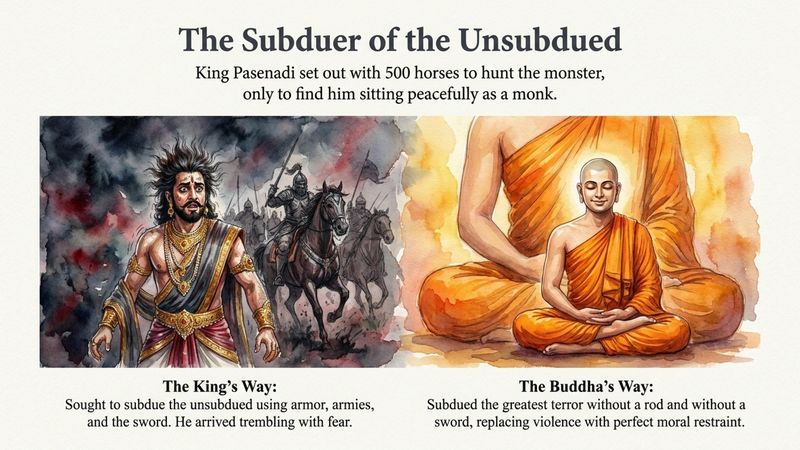 The Subduer of the Unsubdued
King Pasenadi set out with 500 horses to hunt the monster,
only to find him sitting peacefully as a monk.
The King's Way:
Sought to subdue the unsubdued using armor, armies,
and the sword. He arrived trembling with fear.
The Buddha's Way:
Subdued the greatest terror without a rod and without a
sword, replacing violence with perfect moral restraint.